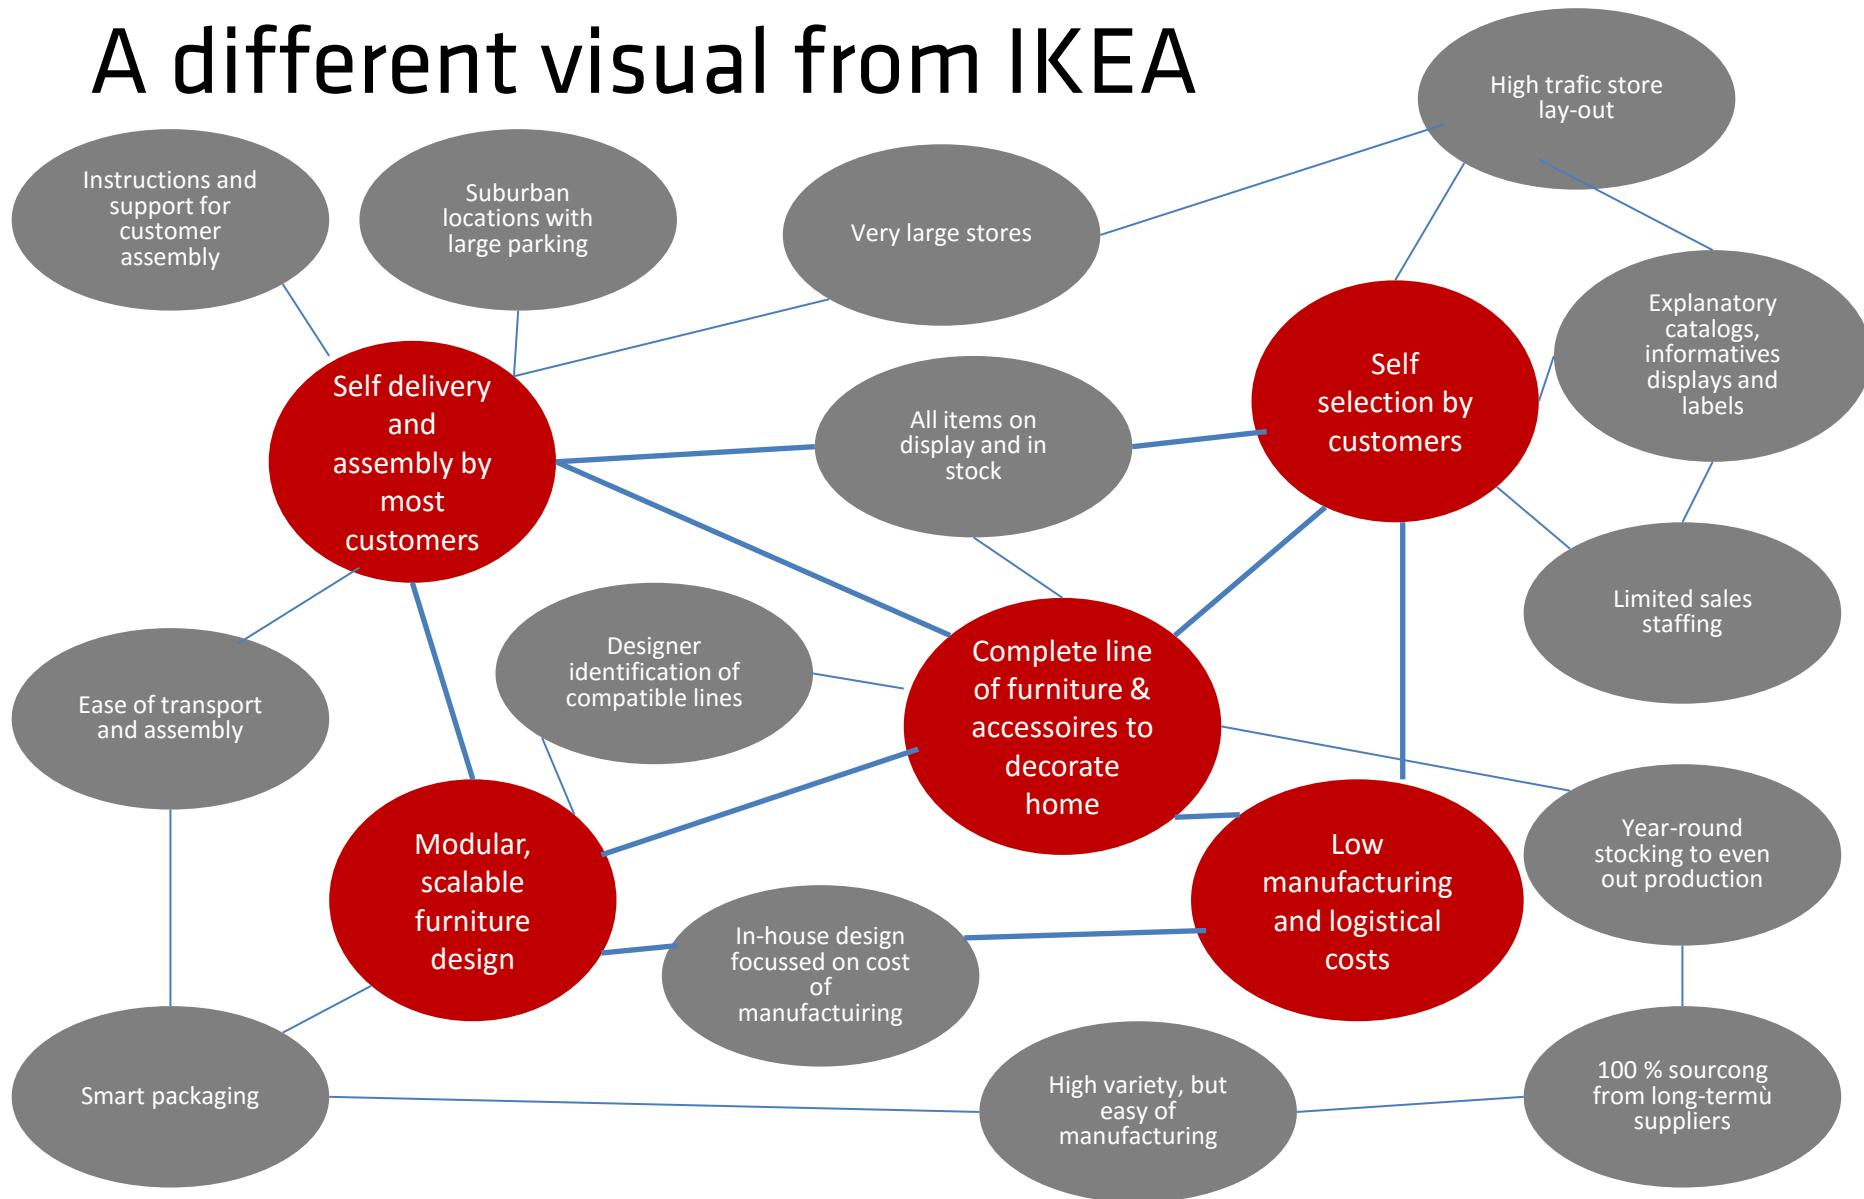 A different visual from IKEA
High trafic store
lay-out
Instructions and
support for
customer
assembly
Suburban
locations with
large parking
Very large stores
Explanatory
catalogs,
informatives
displays and
labels
Self
selection by
customers
Self delivery
and
assembly by
most
customers
All items on
display and in
stock
Limited sales
staffing
Designer
identification of
compatible lines
Complete line
of furniture &
accessoires to
decorate
home
Ease of transport
and assembly
Modular,
scalable
furniture
design
Low
manufacturing
and logistical
costs
Year-round
stocking to even
out production
In-house design
focussed on cost
of
manufactuiring
Smart packaging
High variety, but
easy of
manufacturing
100 % sourcong
from long-termù
suppliers